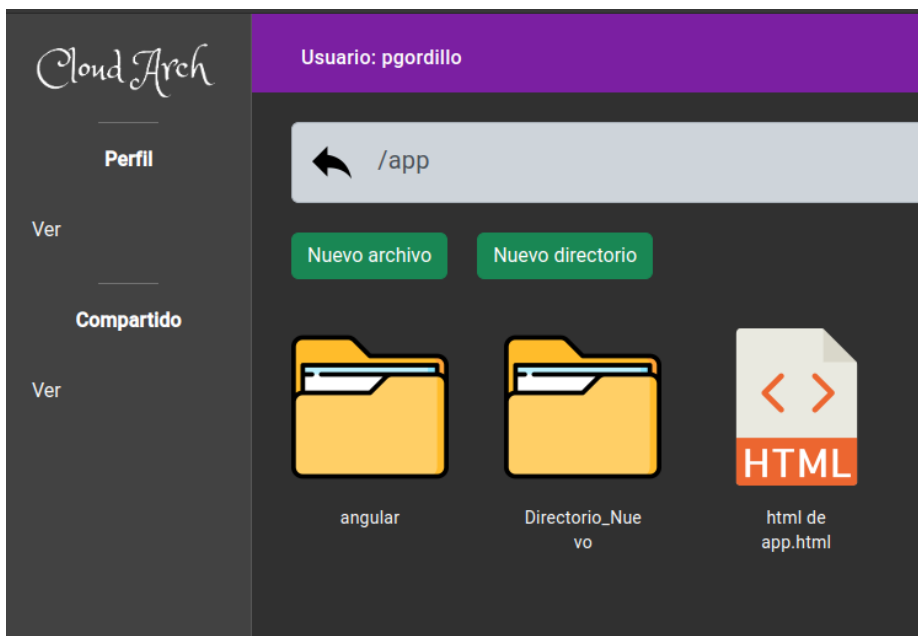 Cloud Arch
Perfil
Ver
Compartido
Ver
Usuario: pgordillo
/app
Nuevo archivo
Nuevo directorio
HTML
angular
Directorio_Nue
vo
html de
app.html